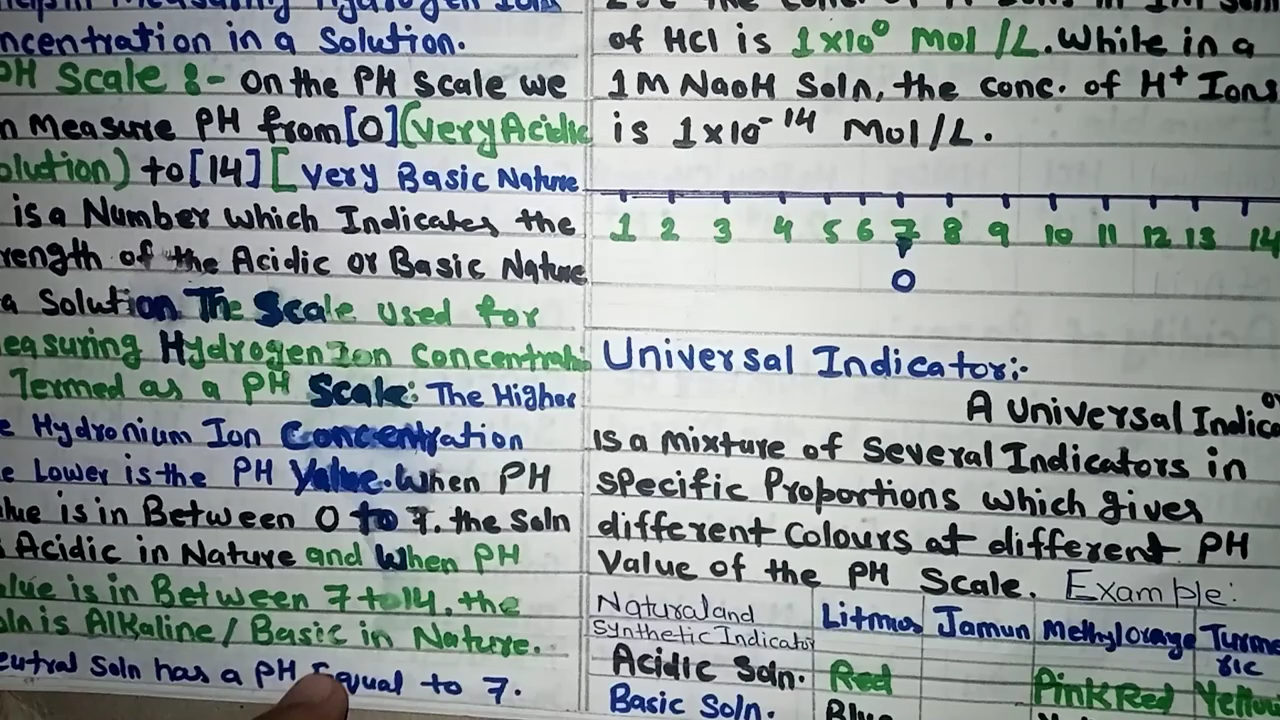 ncentration in a Solution.
PH Scale :- on the PH Scale we
n Measure PH from [0] (very Acidic
olution) to [14] [very Basic Nature
is a Number which Indicates the
rength of the Acidic or Basic Nature
a Solution The Scale used for
easuring Hydrogen Ion Concentrati
Termed as a PH Scale: The Higher
e Hydronium Ion Concentration
e Lower is the PH Value. When PH
lue is in Between 0 to 7. the Soln
Acidic in Nature and When PH
alue is in Between 7 to 14, the
oln is Alkaline / Basic in Nature.
eutral Soln has a PH Equal to 7.
of HCl is 1×10⁰ Mol/L. While in a
1M NaOH Soln, the conc. of H⁺ Ions
is 1×10⁻¹⁴ Mol/L.
1 2 3 4 5 6 7 8 9 10 11 12 13 14
0
Universal Indicator:-
A Universal Indicaor
is a mixture of Several Indicators in
Specific Proportions which gives
different Colours at different PH
Value of the PH Scale. Example:
Natural and Synthetic Indicator Litmus Jamun Methyl orange Turmeric
Acidic Soln. Red Pink Red Yellow
Basic Soln. Blue